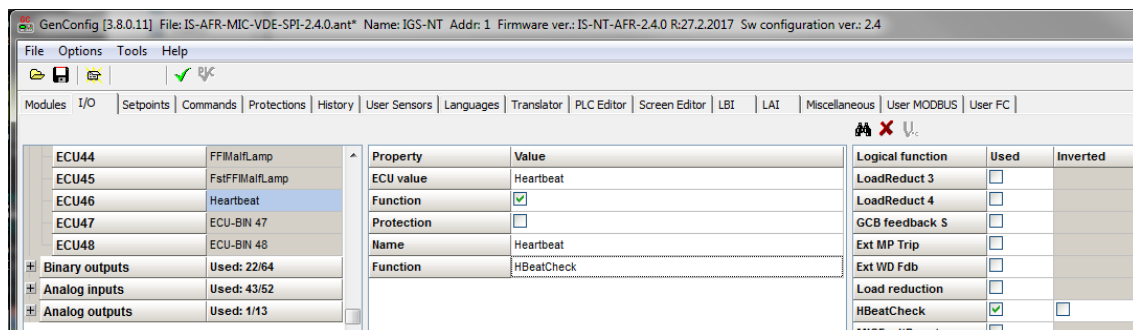 GenConfig [3.8.0.11] File: IS-AFR-MIC-VDE-SPI-2.4.0.ant* Name: IGS-NT Addr: 1 Firmware ver.: IS-NT-AFR-2.4.0 R:27.2.2017 Sw configuration ver.: 2.4
File Options Tools Help
Modules I/O Setpoints Commands Protections History User Sensors Languages Translator PLC Editor Screen Editor LBI LAI Miscellaneous User MODBUS User FC
ECU44 FFIMalfLamp Property Value Logical function Used Inverted
ECU45 FstFFIMalfLamp ECU value Heartbeat LoadReduct 3
ECU46 Heartbeat Function LoadReduct 4
ECU47 ECU-BIN 47 Protection GCB feedback S
ECU48 ECU-BIN 48 Name Heartbeat Ext MP Trip
Binary outputs Used: 22/64 Function HBeatCheck Ext WD Fdb
Analog inputs Used: 43/52 Load reduction
Analog outputs Used: 1/13 HBeatCheck